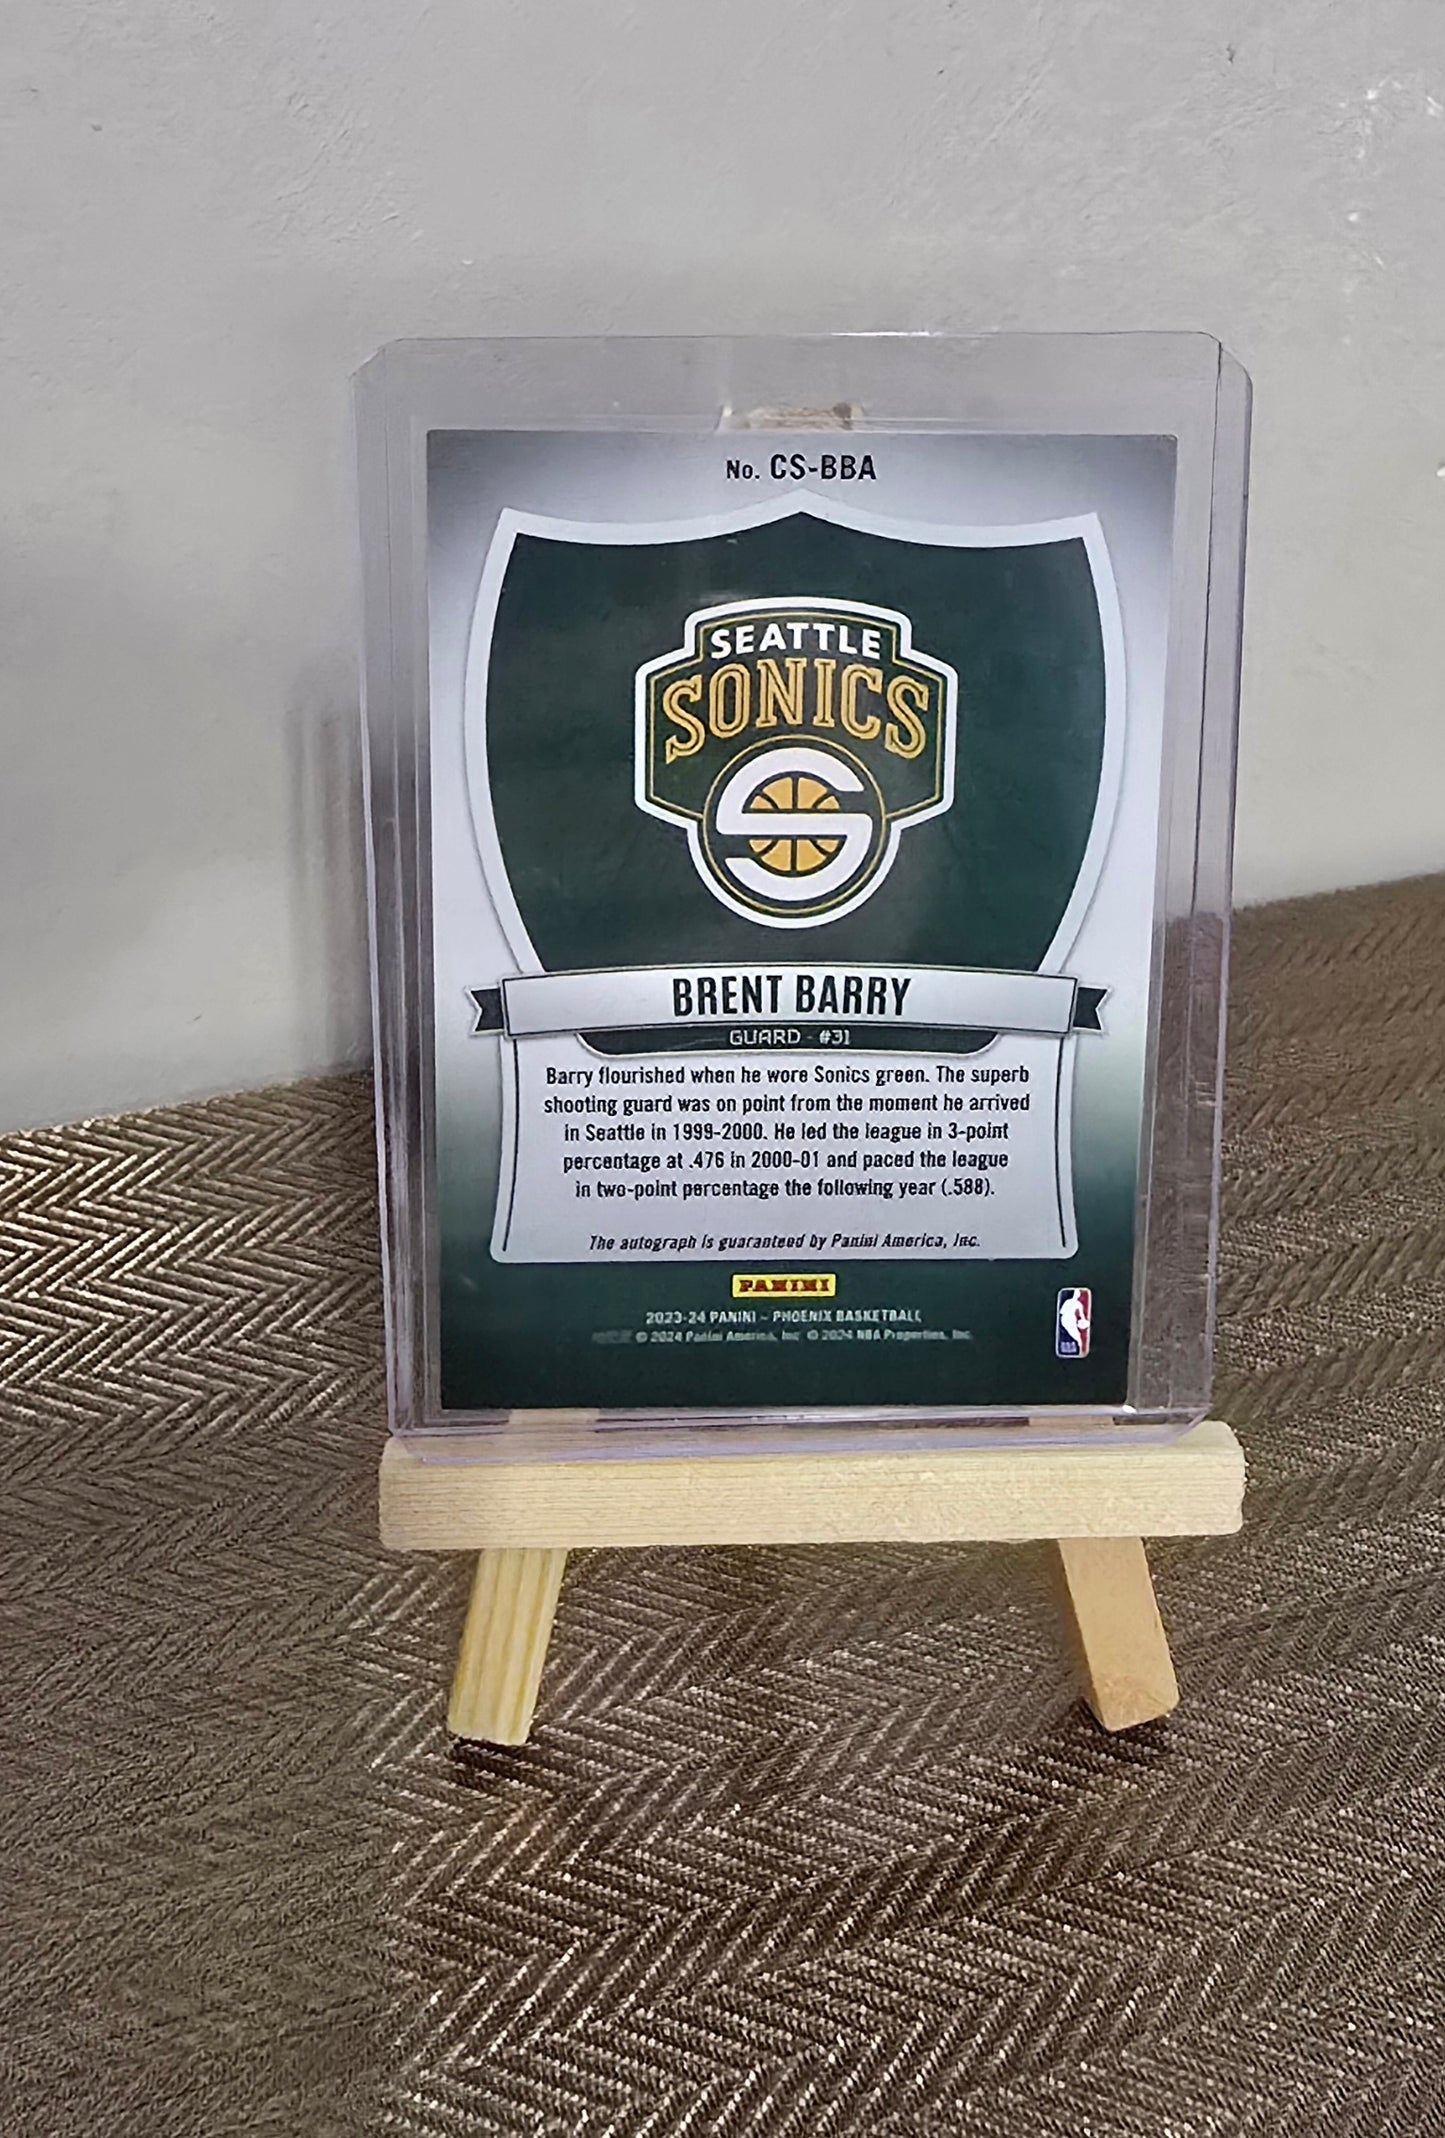 No. CS-BBA
SEATTLE
SONICS
S
BRENT BARRY
GUARD - #31
Barry flourished when he wore Sonics green. The superb
shooting guard was on point from the moment he arrived
in Seattle in 1999-2000. He led the league in 3-point
percentage at .476 in 2000-01 and paced the league
in two-point percentage the following year (.588).
The autograph is guaranteed by Panini America, Inc.
PANINI
2023-24 PANINI - PHOENIX BASKETBALL
© 2024 Panini America, Inc. © 2024 NBA Properties, Inc.